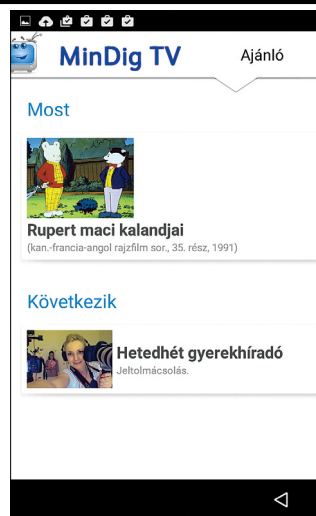 MinDig TV
Ajánló
Most
Rupert maci kalandjai
(kan.-francia-angol rajzfilm sor., 35. rész, 1991)
Következik
Hetedhét gyerekhíradó
Jeltolmácsolás.